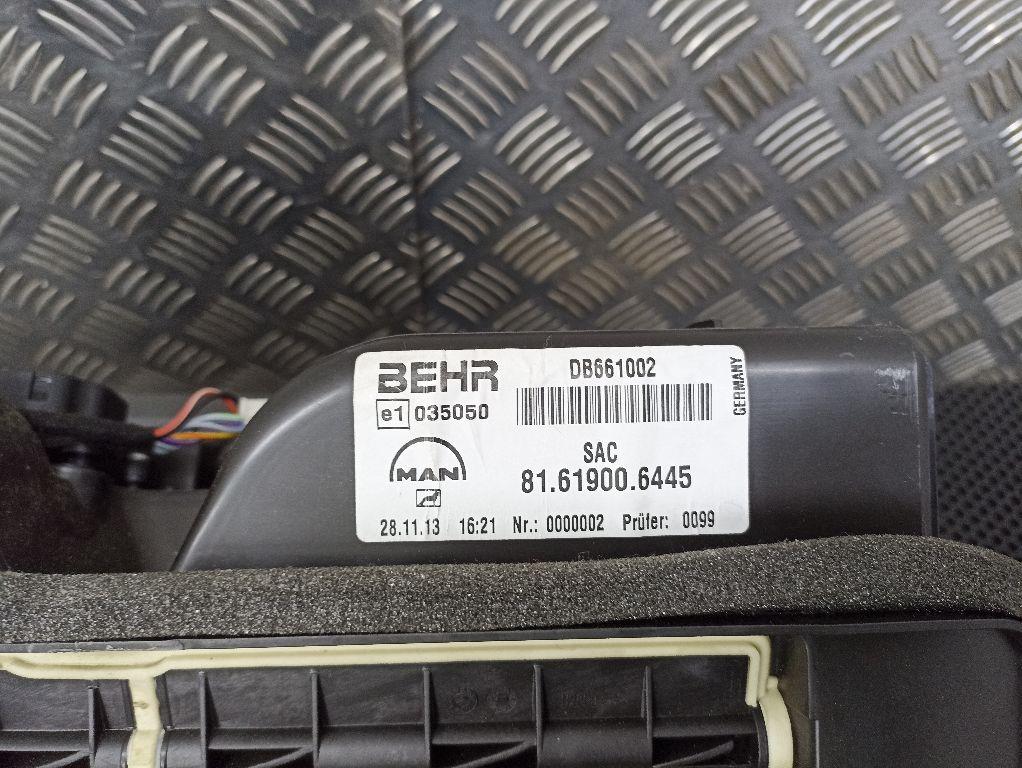 BEHR
DB661002
GERMANY
e1 035050
SAC
MAN
81.61900.6445
28.11.13 16:21 Nr.: 0000002 Prüfer: 0099